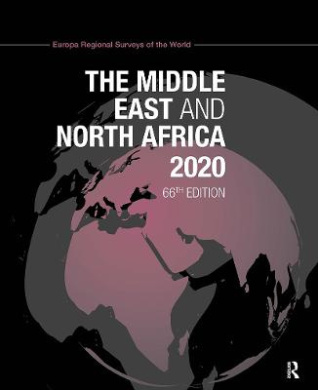 Europa Regional Surveys of the World
THE MIDDLE
EAST AND
NORTH AFRICA
2020
66TH EDITION
R